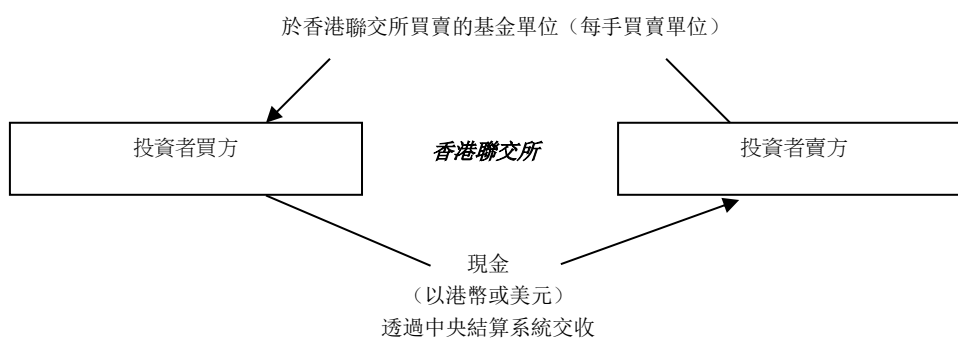 於香港聯交所買賣的基金單位（每手買賣單位）
投資者買方
香港聯交所
投資者賣方
現金
（以港幣或美元）
透過中央結算系統交收